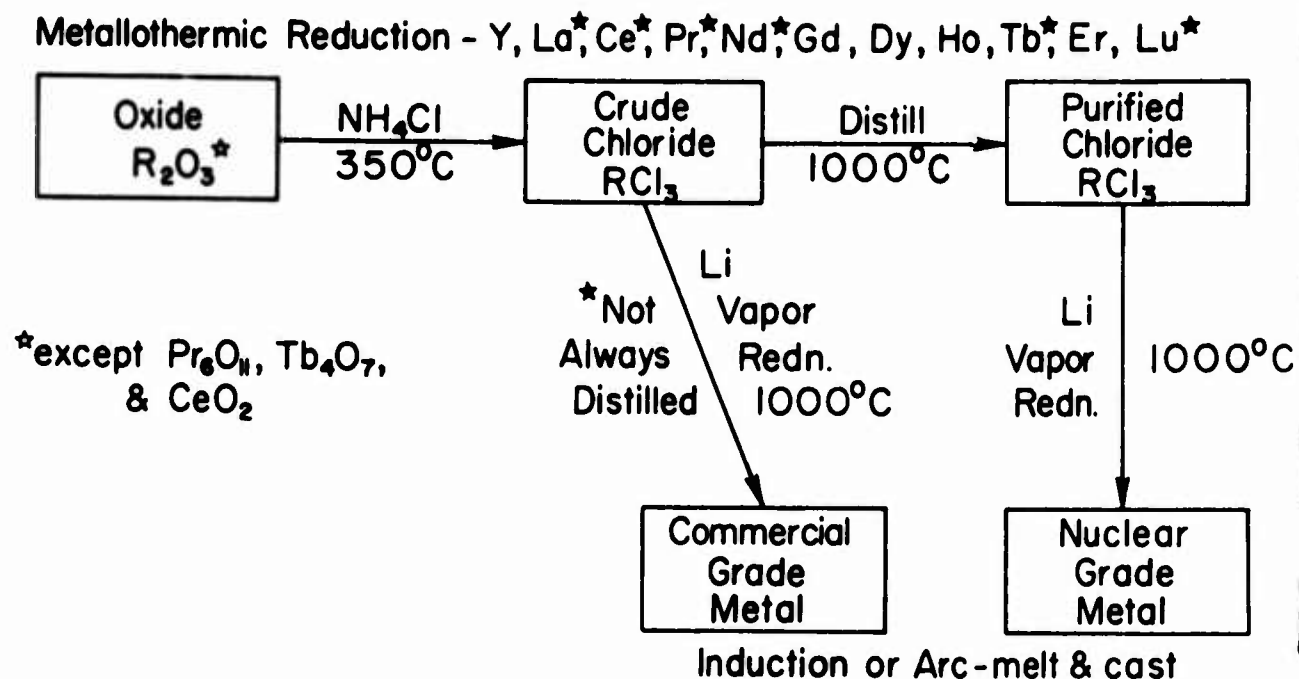 Metallothermic Reduction - Y, La*, Ce*, Pr*, Nd*, Gd, Dy, Ho, Tb*, Er, Lu*
Oxide
R₂O₃☆
NH₄Cl
350°C
Crude
Chloride
RCl₃
Distill
1000°C
Purified
Chloride
RCl₃
Li
*Not Vapor
Always Redn.
Distilled 1000°C
Li
Vapor 1000°C
Redn.
☆except Pr₆O₁₁, Tb₄O₇,
& CeO₂
Commercial
Grade
Metal
Nuclear
Grade
Metal
Induction or Arc-melt & cast